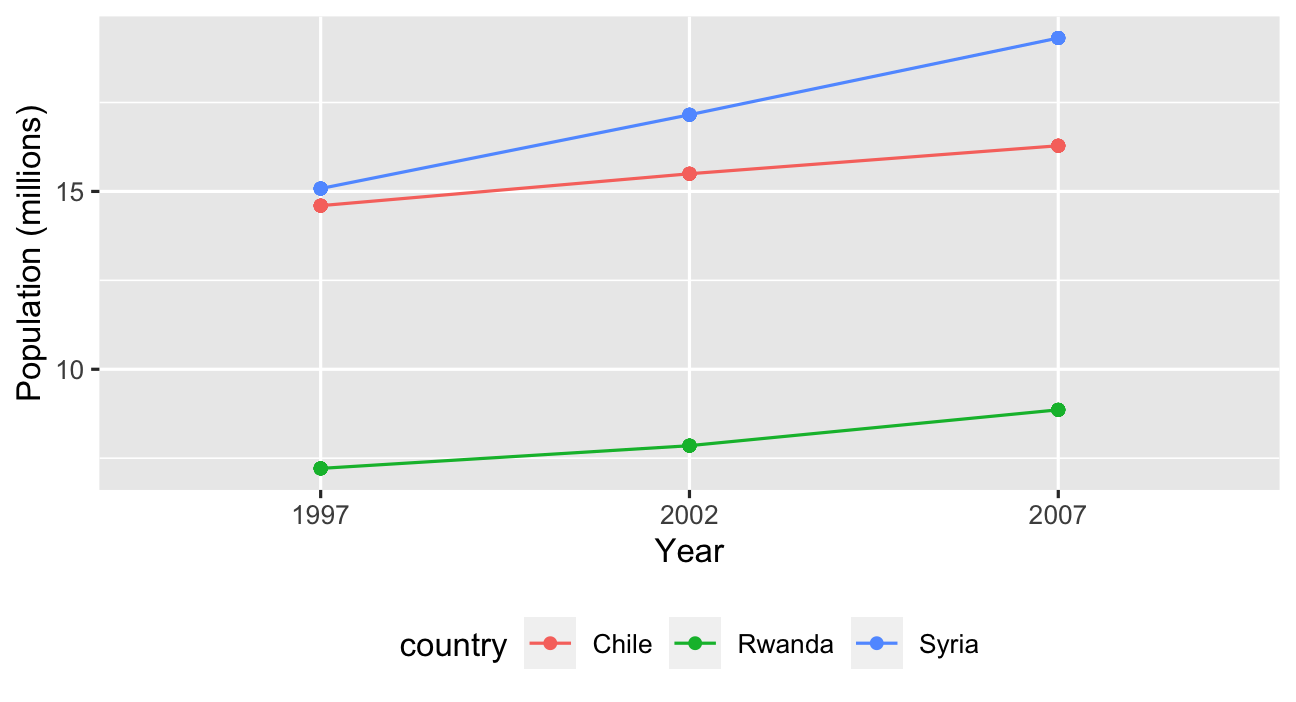 Population (millions)
15
10
1997 2002 2007
Year
country Chile Rwanda Syria